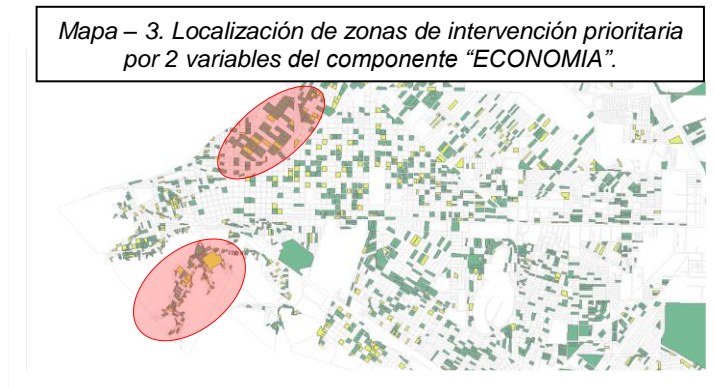 Mapa – 3. Localización de zonas de intervención prioritaria
por 2 variables del componente “ECONOMIA”.